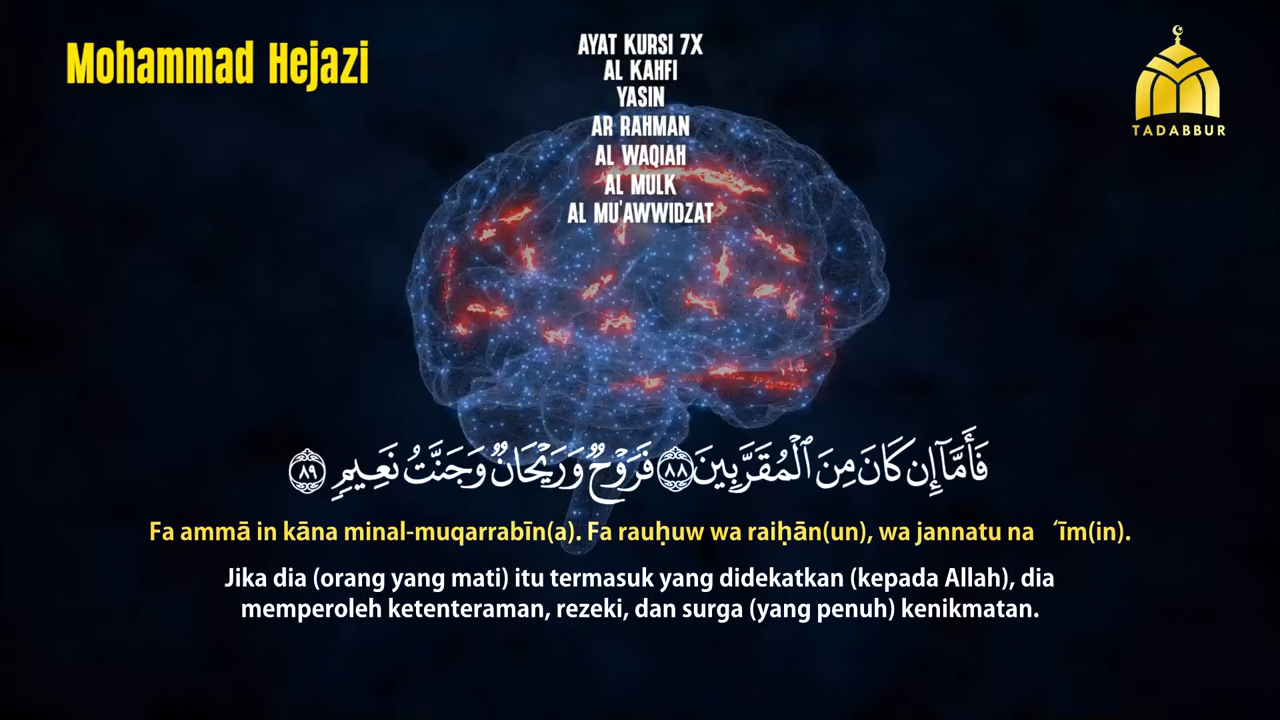 Mohammad Hejazi
AYAT KURSI 7X
AL KAHFI
YASIN
AR RAHMAN
AL WAQIAH
AL MULK
AL MU'AWWIDZAT
TADABBUR
فَأَمَّآ إِن كَانَ مِنَ ٱلْمُقَرَّبِينَ ٨٨ فَرَوْحٌ وَرَيْحَانٌ وَجَنَّتُ نَعِيمٍ ٨٩
Fa ammā in kāna minal-muqarrabīn(a). Fa rauḥuw wa raiḥān(un), wa jannatu na ‘īm(in).
Jika dia (orang yang mati) itu termasuk yang didekatkan (kepada Allah), dia
memperoleh ketenteraman, rezeki, dan surga (yang penuh) kenikmatan.